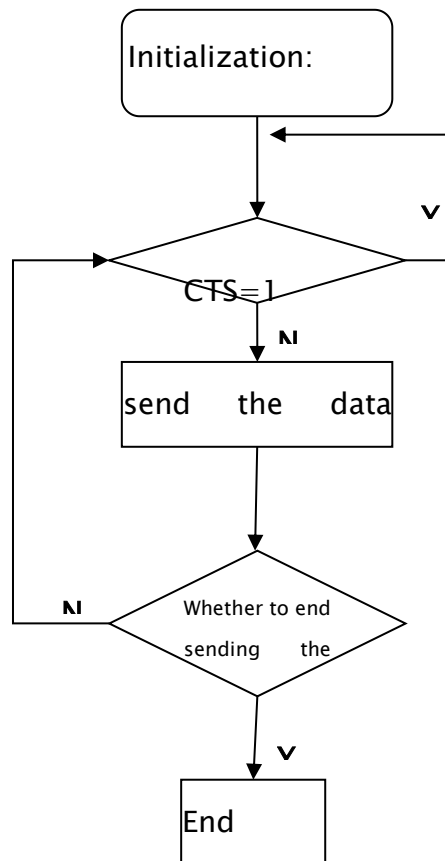 Initialization:
Y
CTS=1
N
send the data
Whether to end
N
sending the
Y
End